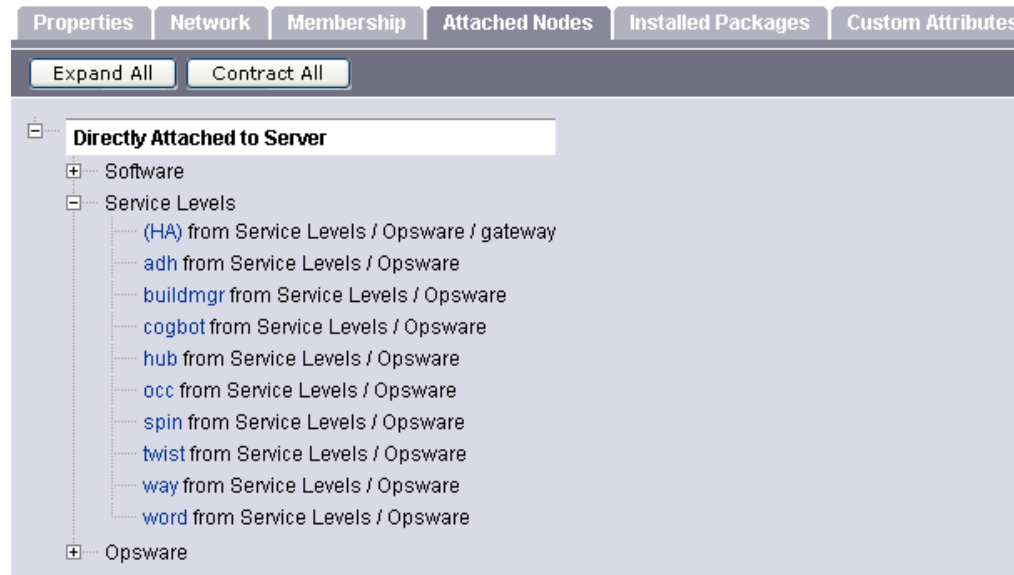 Properties Network Membership Attached Nodes Installed Packages Custom Attributes
Expand All Contract All
Directly Attached to Server
Software
Service Levels
(HA) from Service Levels / Opsware / gateway
adh from Service Levels / Opsware
buildmgr from Service Levels / Opsware
cogbot from Service Levels / Opsware
hub from Service Levels / Opsware
occ from Service Levels / Opsware
spin from Service Levels / Opsware
twist from Service Levels / Opsware
way from Service Levels / Opsware
word from Service Levels / Opsware
Opsware